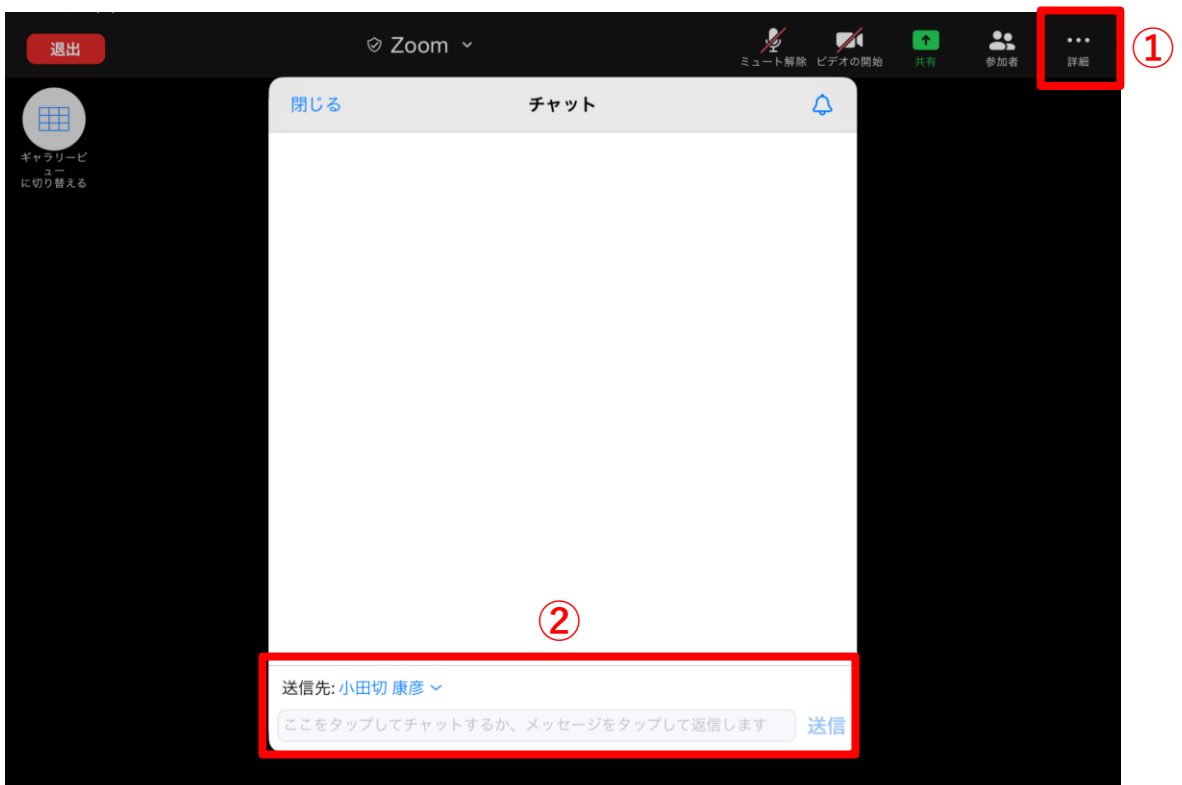 退出
Zoom
ミュート解除 ビデオの開始 共有 参加者 詳細
①
閉じる チャット
ギャラリービ
ュー
に切り替える
②
送信先: 小田切 康彦
ここをタップしてチャットするか、メッセージをタップして返信します 送信